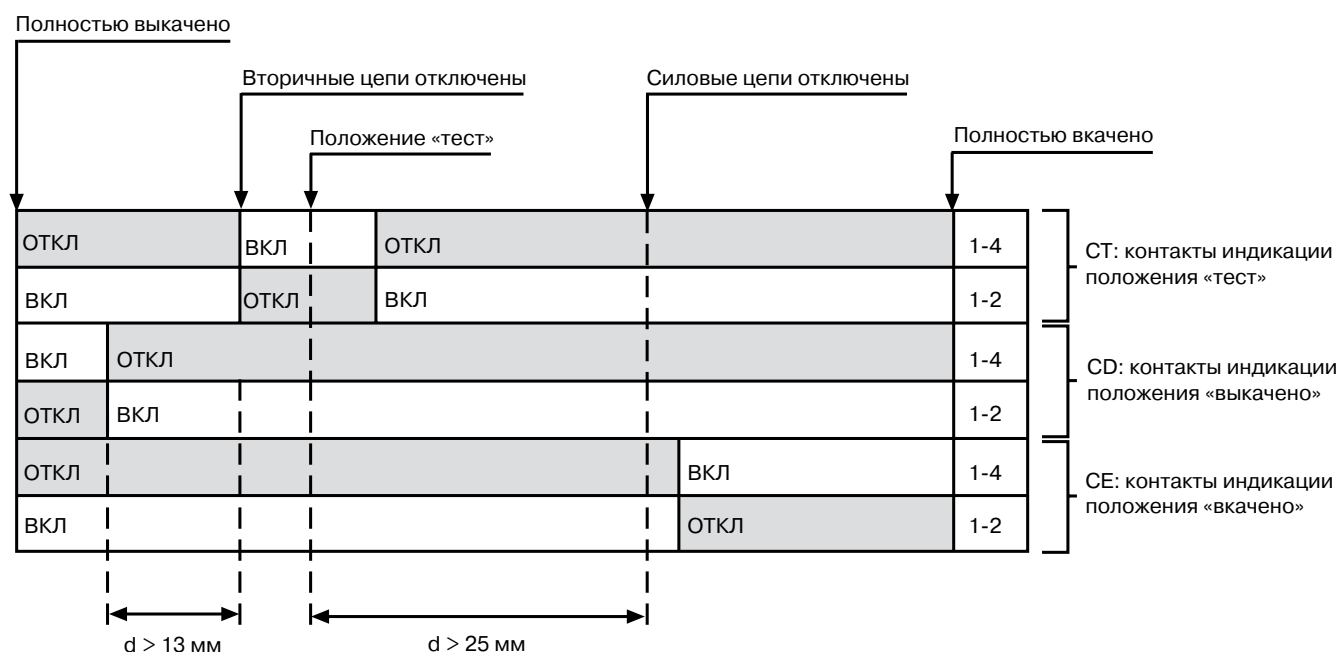 Полностью выкачено
Вторичные цепи отключены
Силовые цепи отключены
Положение «тест»
Полностью вкачено
ОТКЛ
ВКЛ
ОТКЛ
1-4
ВКЛ
ОТКЛ
ВКЛ
1-2
CT: контакты индикации
положения «тест»
ВКЛ
ОТКЛ
1-4
ОТКЛ
ВКЛ
1-2
CD: контакты индикации
положения «выкачено»
ОТКЛ
ВКЛ
1-4
ВКЛ
ОТКЛ
1-2
CE: контакты индикации
положения «вкачено»
d > 13 мм
d > 25 мм